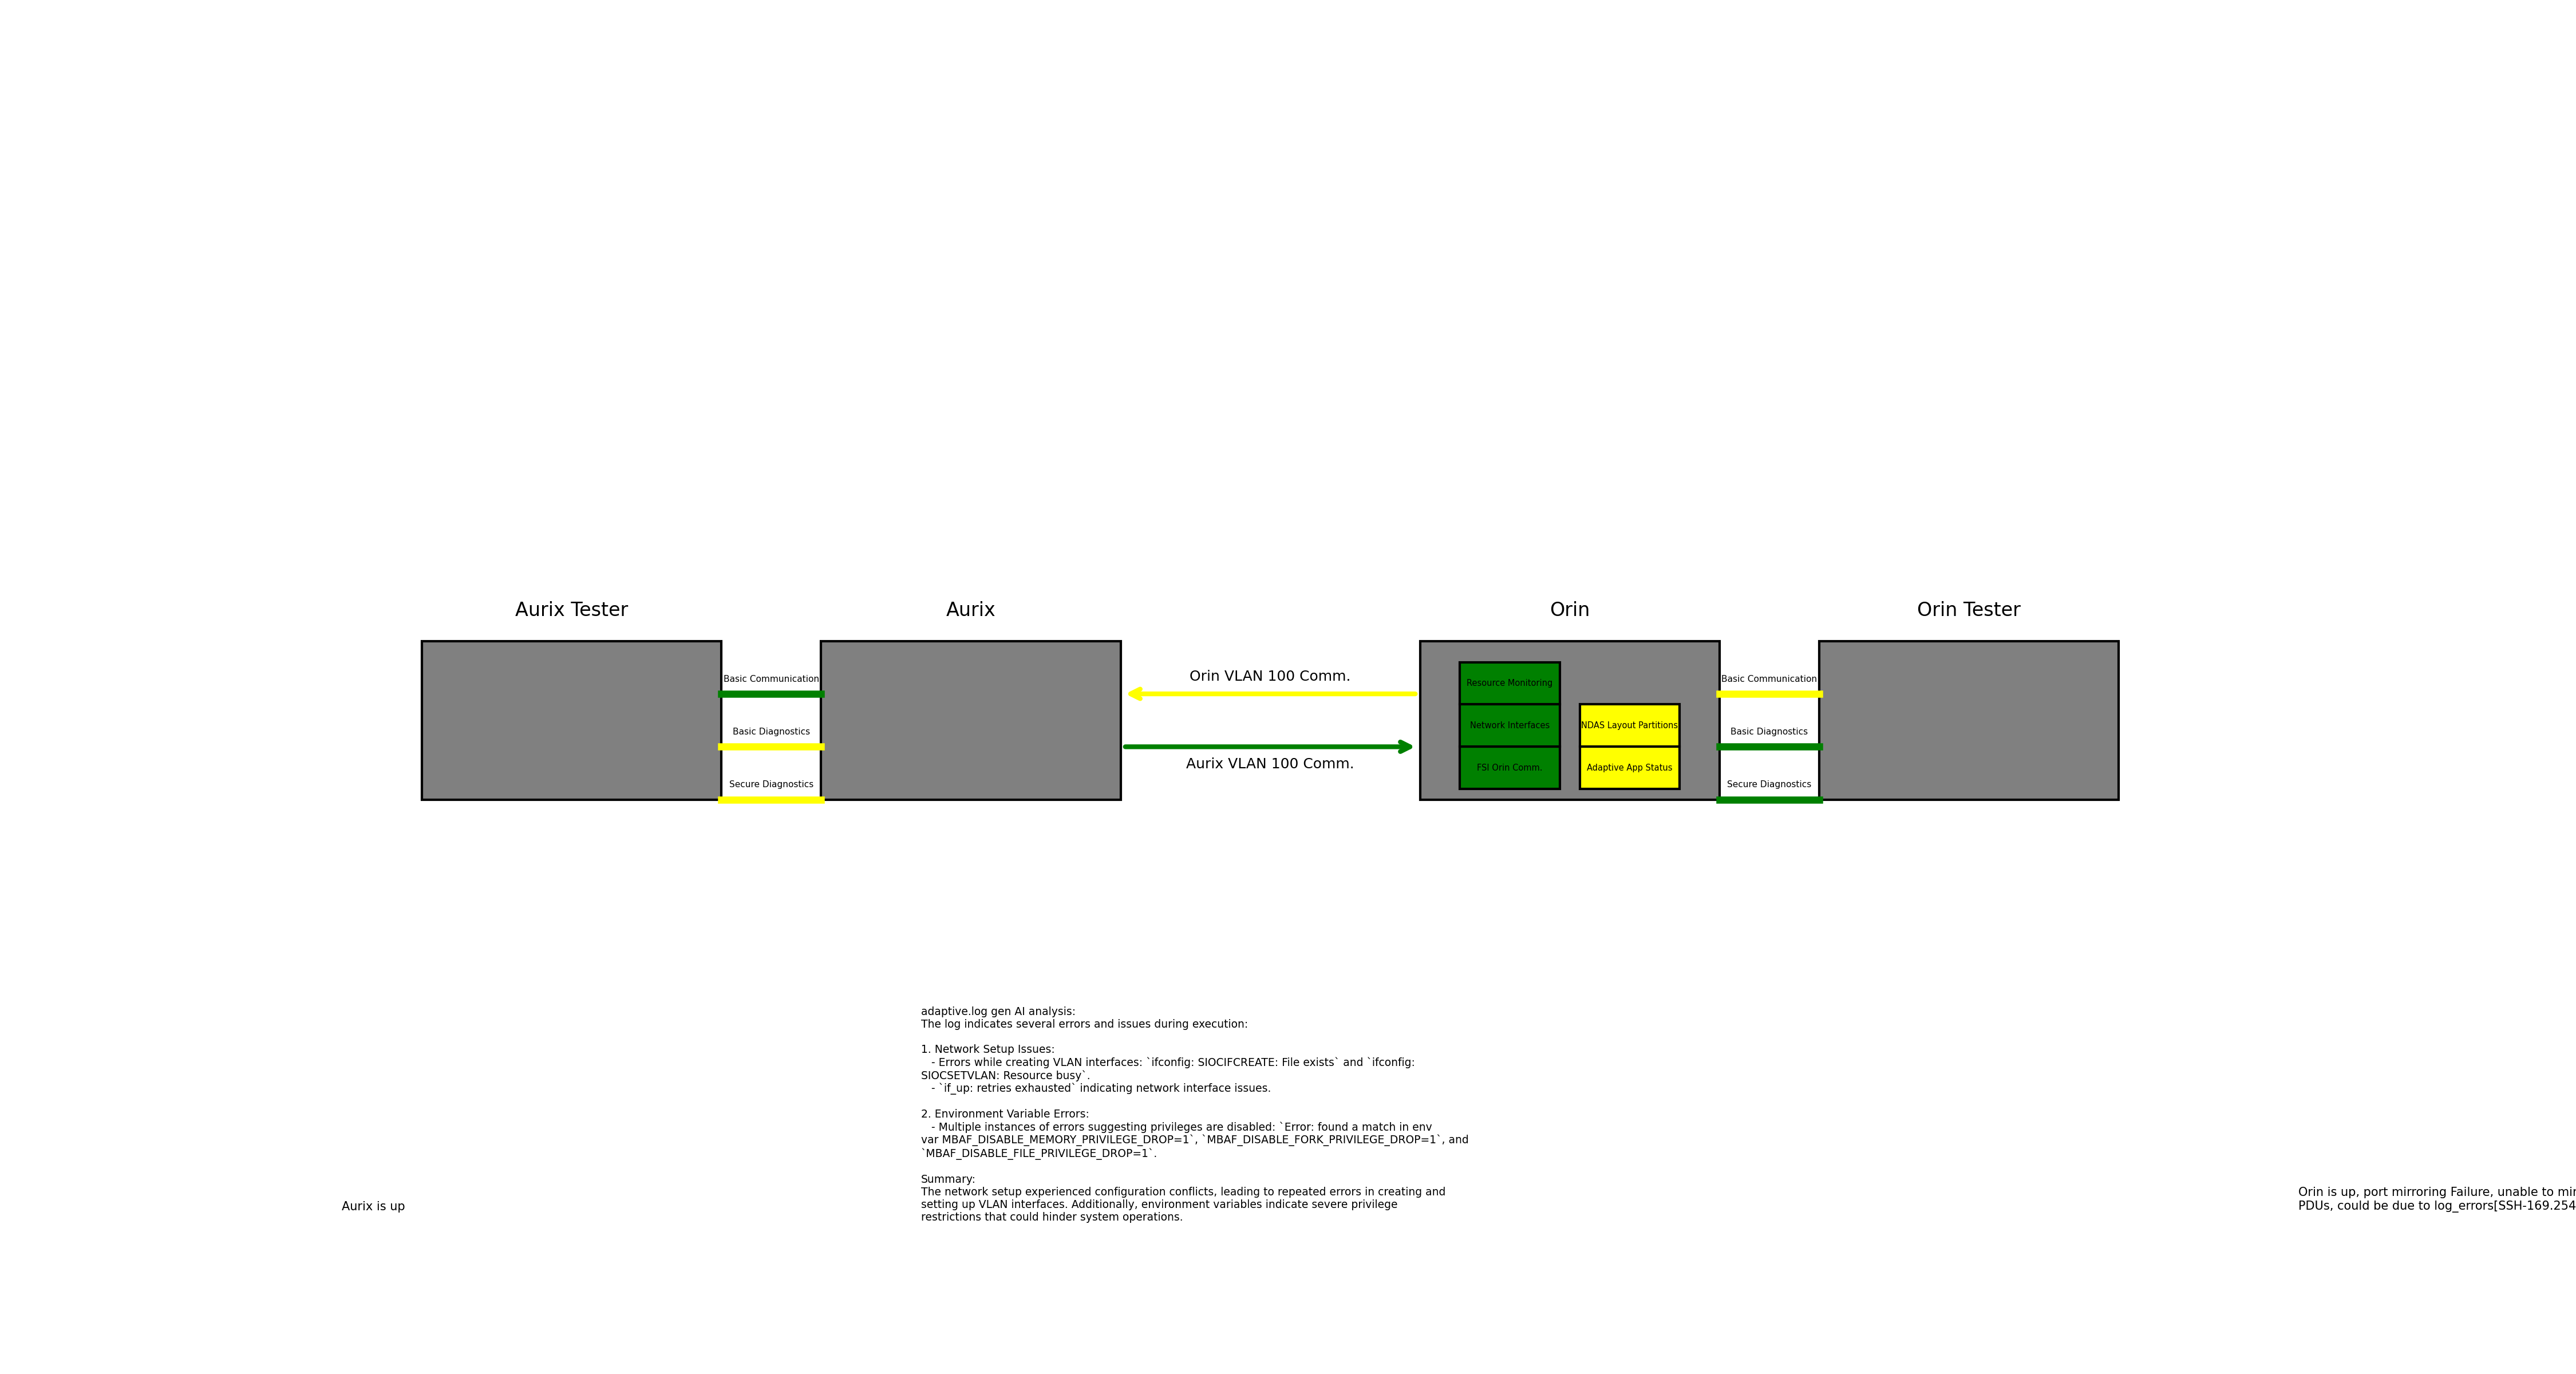 Aurix Tester
Aurix
Orin
Orin Tester
Basic Communication
Basic Diagnostics
Secure Diagnostics
Orin VLAN 100 Comm.
Aurix VLAN 100 Comm.
Resource Monitoring
Network Interfaces
FSI Orin Comm.
NDAS Layout Partitions
Adaptive App Status
Basic Communication
Basic Diagnostics
Secure Diagnostics
adaptive.log gen AI analysis:
The log indicates several errors and issues during execution:
1. Network Setup Issues:
- Errors while creating VLAN interfaces: `ifconfig: SIOCIFCREATE: File exists` and `ifconfig:
SIOCSETVLAN: Resource busy`.
- `if_up: retries exhausted` indicating network interface issues.
2. Environment Variable Errors:
- Multiple instances of errors suggesting privileges are disabled: `Error: found a match in env
var MBAF_DISABLE_MEMORY_PRIVILEGE_DROP=1`, `MBAF_DISABLE_FORK_PRIVILEGE_DROP=1`, and
`MBAF_DISABLE_FILE_PRIVILEGE_DROP=1`.
Summary:
The network setup experienced configuration conflicts, leading to repeated errors in creating and
setting up VLAN interfaces. Additionally, environment variables indicate severe privilege
restrictions that could hinder system operations.
Aurix is up
Orin is up, port mirroring Failure, unable to
PDUs, could be due to log_errors[SSH-169.254